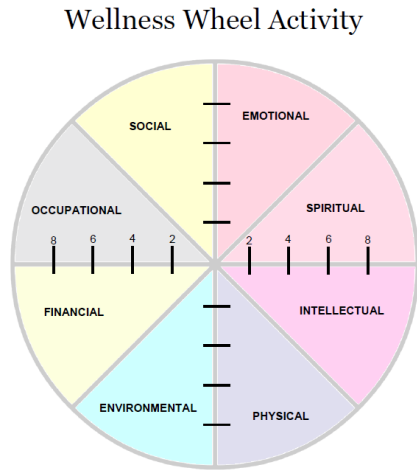 Wellness Wheel Activity
EMOTIONAL
SOCIAL
SPIRITUAL
OCCUPATIONAL
8 6 4 2 2 4 6 8
FINANCIAL
INTELLECTUAL
ENVIRONMENTAL
PHYSICAL